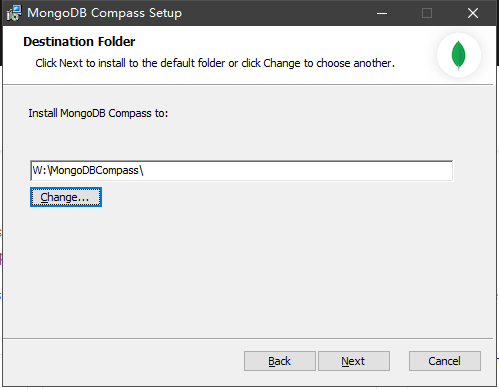 MongoDB Compass Setup
Destination Folder
Click Next to install to the default folder or click Change to choose another.
Install MongoDB Compass to:
W:\MongoDBCompass\
Change...
Back Next Cancel